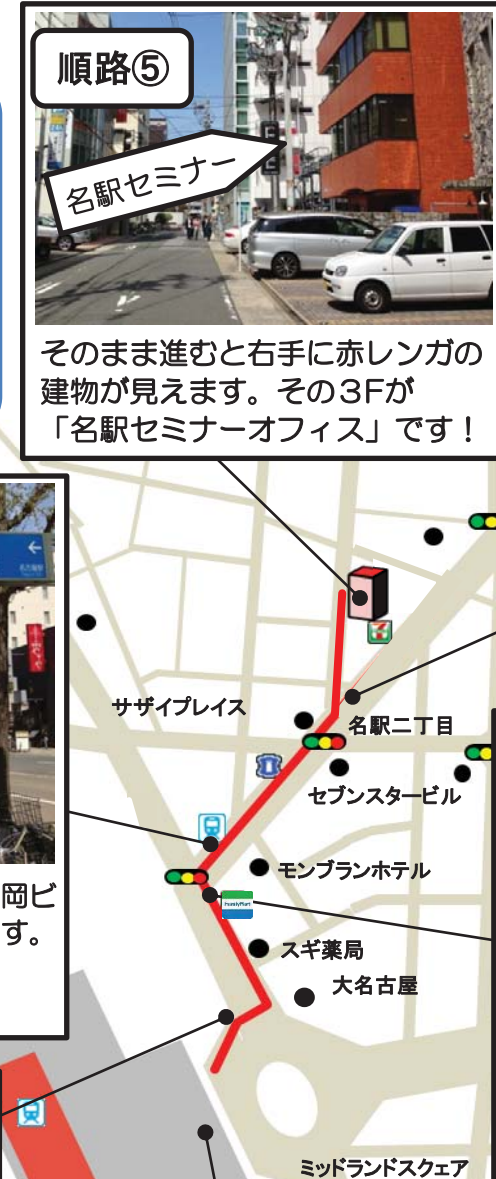 順路⑤
名駅セミナー
そのまま進むと右手に赤レンガの
建物が見えます。その3Fが
「名駅セミナーオフィス」です！
サザイプレイス
名駅二丁目
セブンスタービル
岡ビ
す。
モンブランホテル
FamilyMart
スギ薬局
大名古屋
ミッドランドスクェア